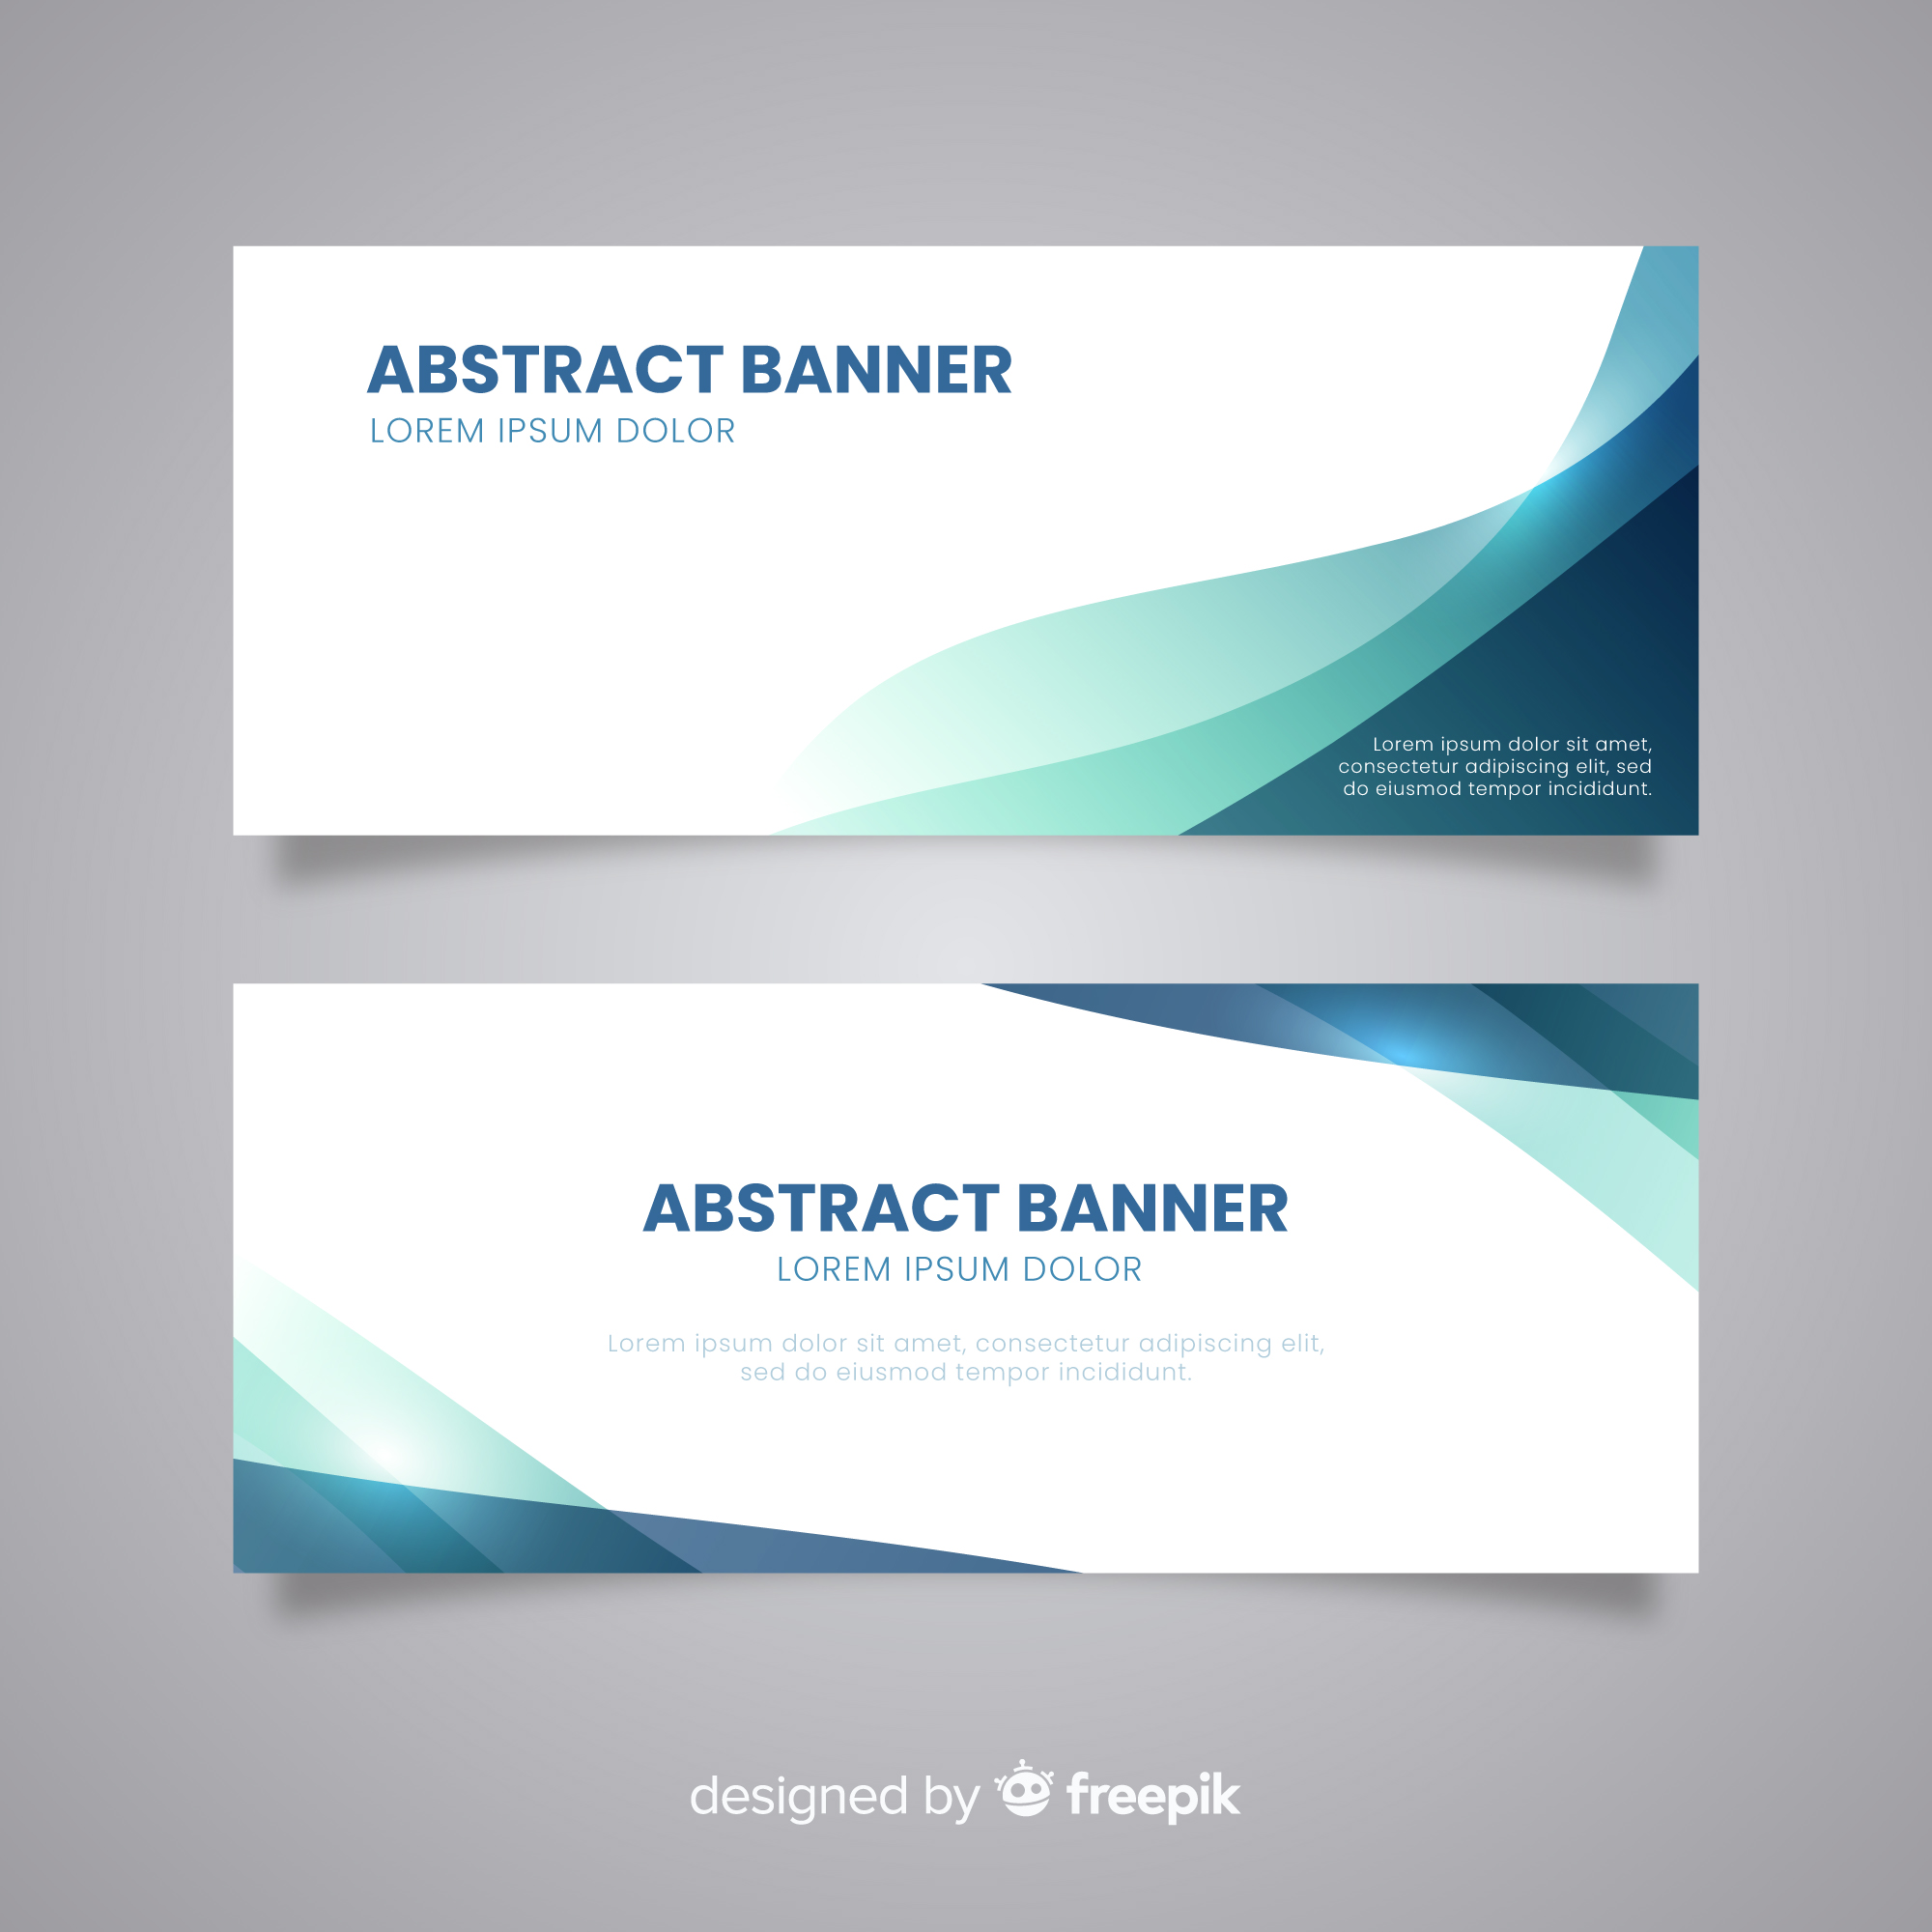 ABSTRACT BANNER
LOREM IPSUM DOLOR
Lorem ipsum dolor sit amet,
consectetur adipiscing elit, sed
do eiusmod tempor incididunt.
ABSTRACT BANNER
LOREM IPSUM DOLOR
Lorem ipsum dolor sit amet, consectetur adipiscing elit,
sed do eiusmod tempor incididunt.
designed by freepik